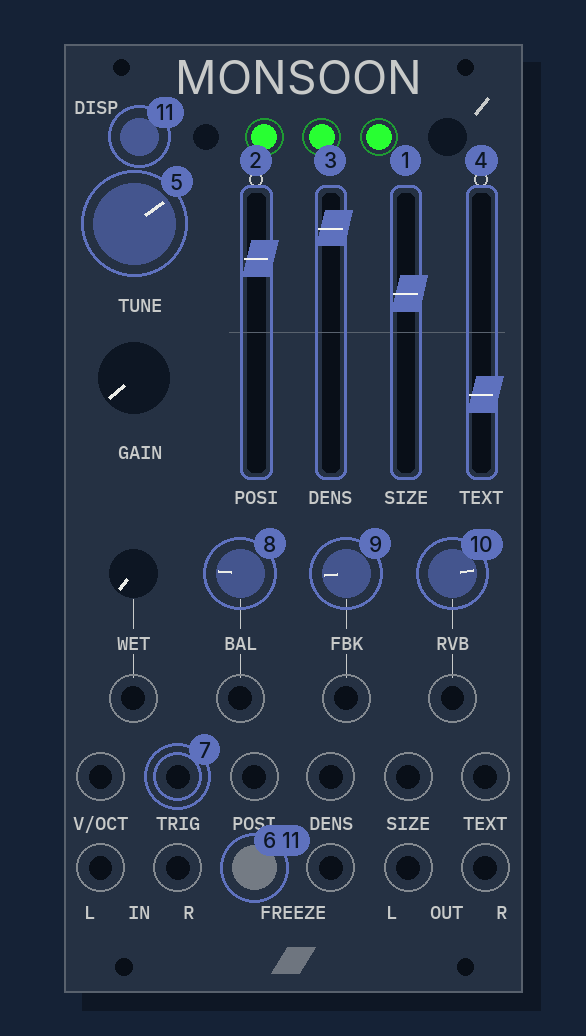 MONSOON
DISP 11
2 3 1 4
5
TUNE
GAIN
POSI DENS SIZE TEXT
8 9 10
WET BAL FBK RVB
7
V/OCT TRIG POSI DENS SIZE TEXT
6 11
L IN R FREEZE L OUT R